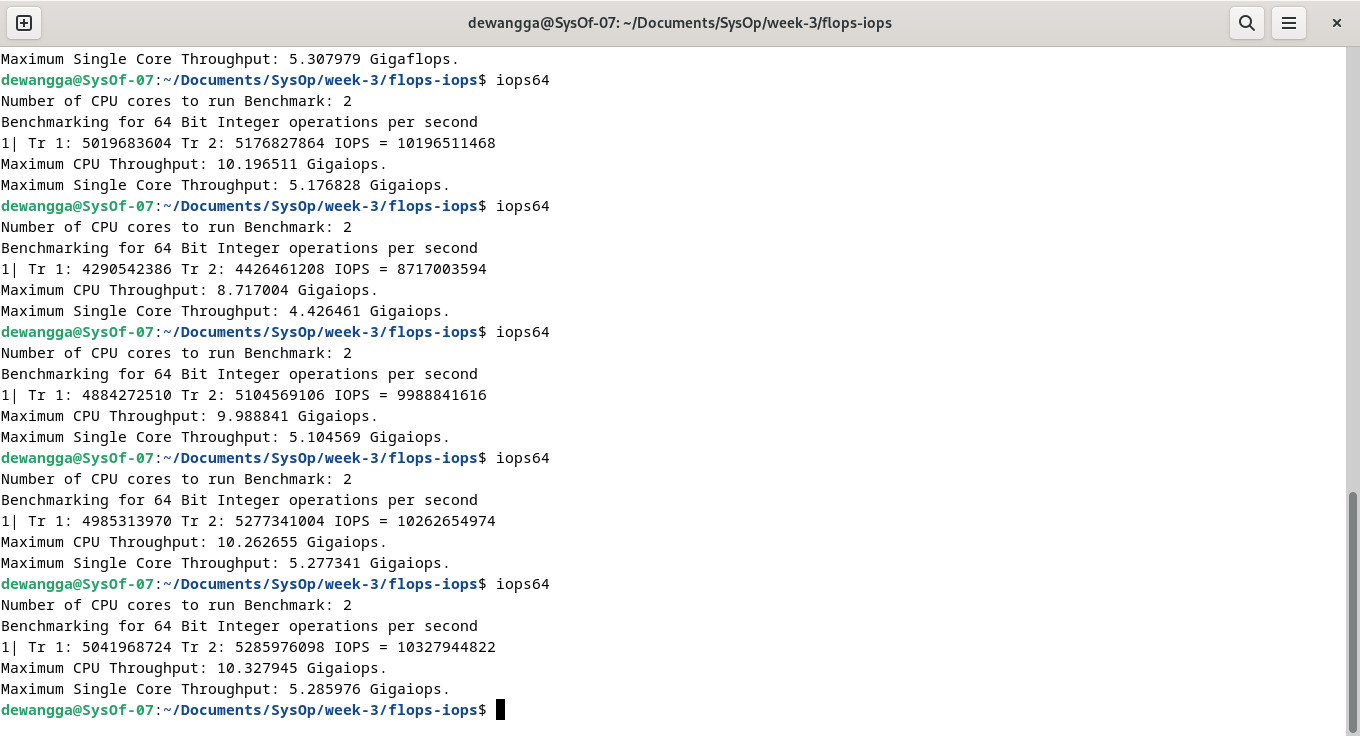 dewangga@SysOf-07: ~/Documents/SysOp/week-3/flops-iops
Maximum Single Core Throughput: 5.307979 Gigaflops.
dewangga@SysOf-07:~/Documents/SysOp/week-3/flops-iops$ iops64
Number of CPU cores to run Benchmark: 2
Benchmarking for 64 Bit Integer operations per second
1| Tr 1: 5019683604 Tr 2: 5176827864 IOPS = 10196511468
Maximum CPU Throughput: 10.196511 Gigaiops.
Maximum Single Core Throughput: 5.176828 Gigaiops.
dewangga@SysOf-07:~/Documents/SysOp/week-3/flops-iops$ iops64
Number of CPU cores to run Benchmark: 2
Benchmarking for 64 Bit Integer operations per second
1| Tr 1: 4290542386 Tr 2: 4426461208 IOPS = 8717003594
Maximum CPU Throughput: 8.717004 Gigaiops.
Maximum Single Core Throughput: 4.426461 Gigaiops.
dewangga@SysOf-07:~/Documents/SysOp/week-3/flops-iops$ iops64
Number of CPU cores to run Benchmark: 2
Benchmarking for 64 Bit Integer operations per second
1| Tr 1: 4884272510 Tr 2: 5104569106 IOPS = 9988841616
Maximum CPU Throughput: 9.988841 Gigaiops.
Maximum Single Core Throughput: 5.104569 Gigaiops.
dewangga@SysOf-07:~/Documents/SysOp/week-3/flops-iops$ iops64
Number of CPU cores to run Benchmark: 2
Benchmarking for 64 Bit Integer operations per second
1| Tr 1: 4985313970 Tr 2: 5277341004 IOPS = 10262654974
Maximum CPU Throughput: 10.262655 Gigaiops.
Maximum Single Core Throughput: 5.277341 Gigaiops.
dewangga@SysOf-07:~/Documents/SysOp/week-3/flops-iops$ iops64
Number of CPU cores to run Benchmark: 2
Benchmarking for 64 Bit Integer operations per second
1| Tr 1: 5041968724 Tr 2: 5285976098 IOPS = 10327944822
Maximum CPU Throughput: 10.327945 Gigaiops.
Maximum Single Core Throughput: 5.285976 Gigaiops.
dewangga@SysOf-07:~/Documents/SysOp/week-3/flops-iops$